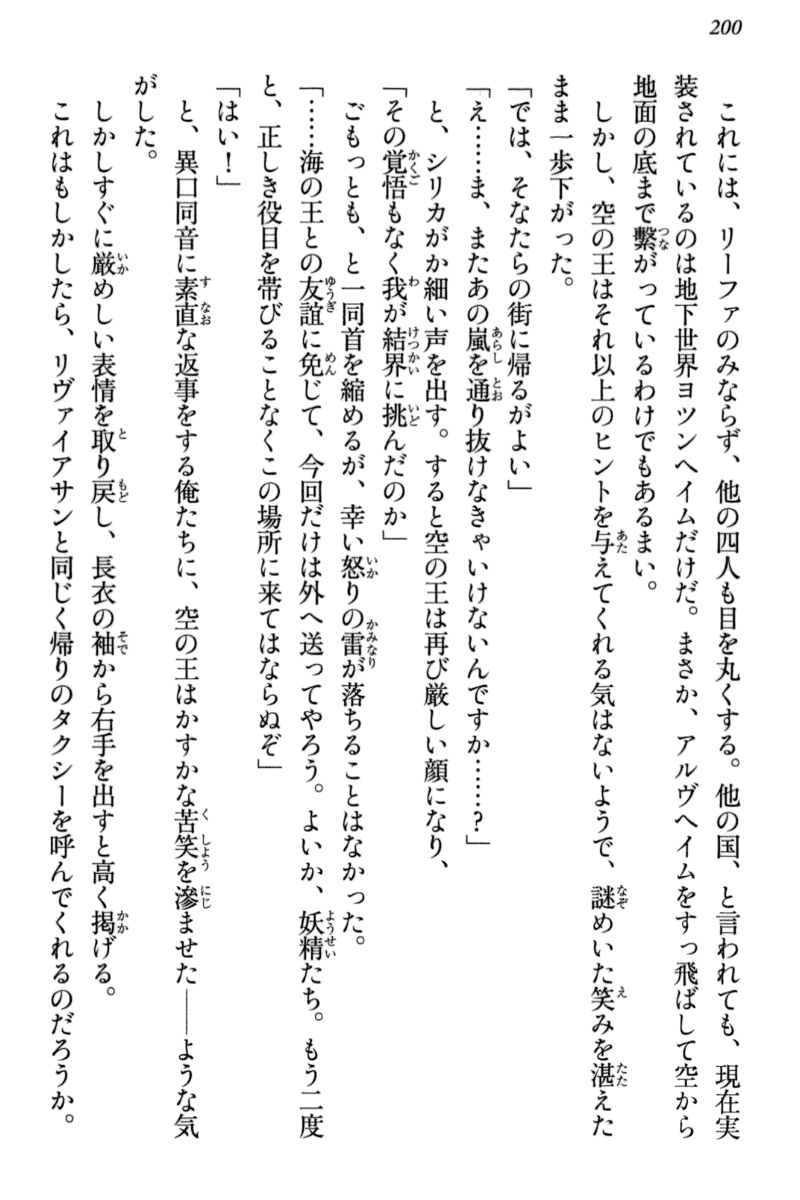 200
これには、リーファのみならず、他の四人も目を丸くする。他の国、と言われても、現在実
装されているのは地下世界ヨツンヘイムだけだ。まさか、アルヴヘイムをすっ飛ばして空から
地面の底まで繋がっているわけでもあるまい。
しかし、空の王はそれ以上のヒントを与えてくれる気はないようで、謎めいた笑みを湛えた
まま一歩下がった。
「では、そなたらの街に帰るがよい」
「え……ま、またあの嵐を通り抜けなきゃいけないんですか……？」
と、シリカがか細い声を出す。すると空の王は再び厳しい顔になり、
「その覚悟もなく我が結界に挑んだのか」
ごもっとも、と一同首を縮めるが、幸い怒りの雷が落ちることはなかった。
「……海の王との友誼に免じて、今回だけは外へ送ってやろう。よいか、妖精たち。もう二度
と、正しき役目を帯びることなくこの場所に来てはならぬぞ」
「はい！」
と、異口同音に素直な返事をする俺たちに、空の王はかすかな苦笑を滲ませた――ような気
がした。
しかしすぐに厳めしい表情を取り戻し、長衣の袖から右手を出すと高く掲げる。
これはもしかしたら、リヴァイアサンと同じく帰りのタクシーを呼んでくれるのだろうか。